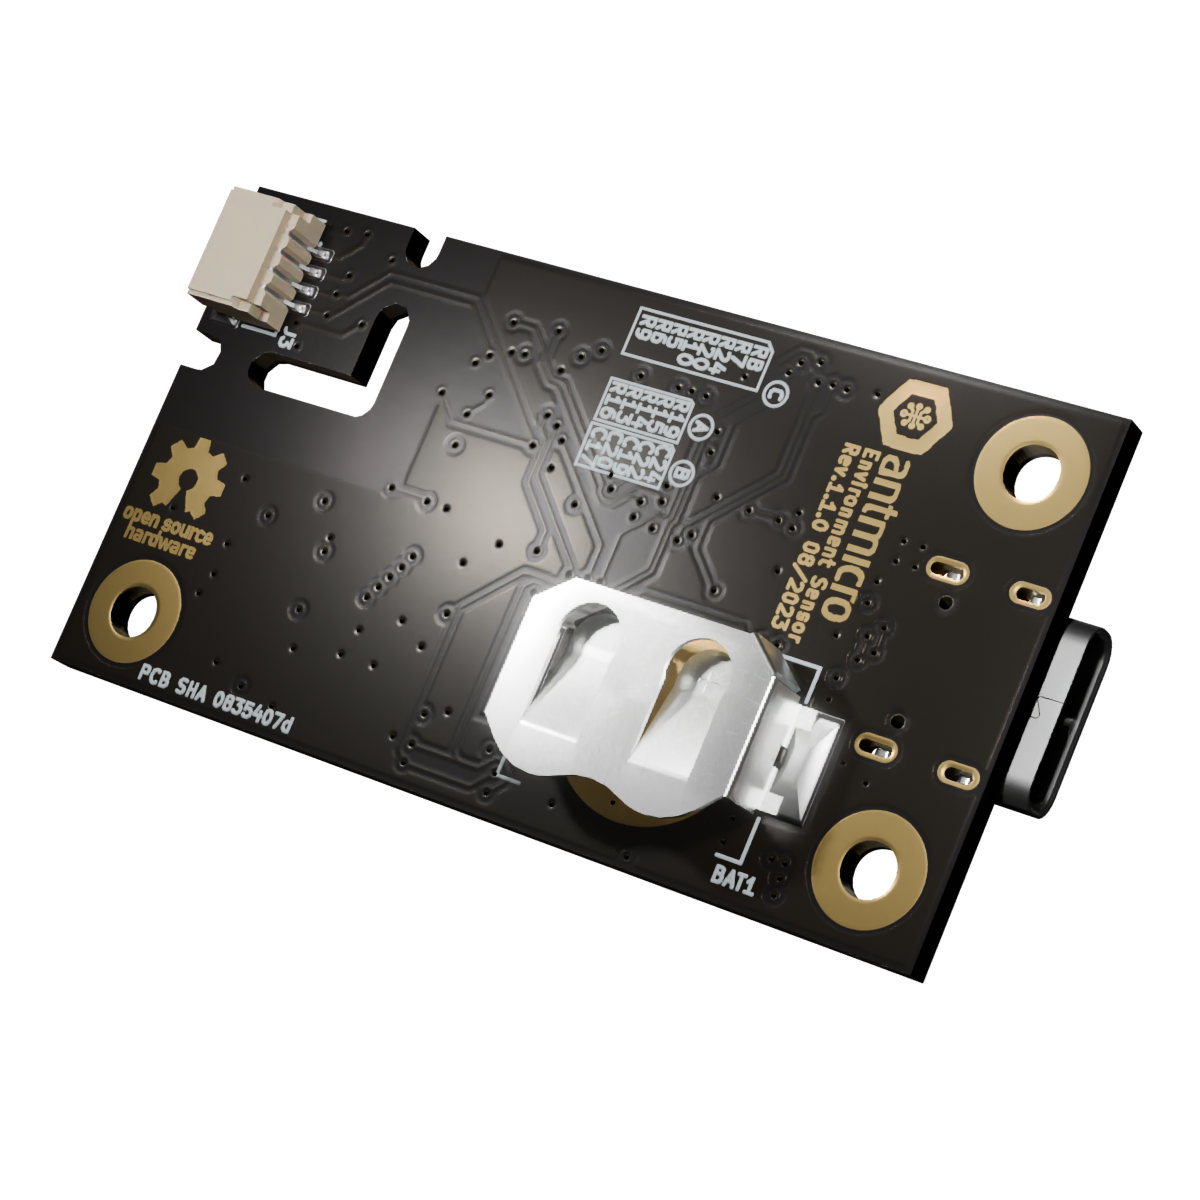 J3
C
A
B
antmicro
Environment Sensor
Rev.1.1.0 08/2023
open source
hardware
PCB SHA 0835407d
BAT1